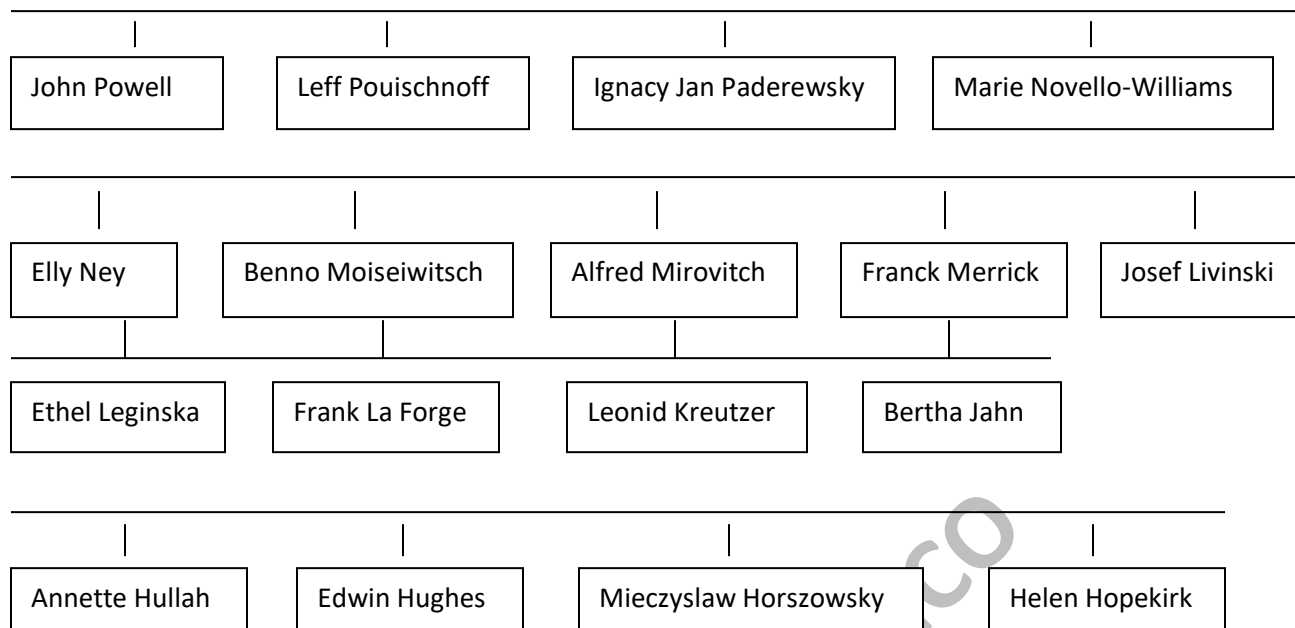 John Powell Leff Pouischnoff Ignacy Jan Paderewsky Marie Novello-Williams
Elly Ney Benno Moiseiwitsch Alfred Mirovitch Franck Merrick Josef Livinski
Ethel Leginska Frank La Forge Leonid Kreutzer Bertha Jahn
Annette Hullah Edwin Hughes Mieczyslaw Horszowsky Helen Hopekirk